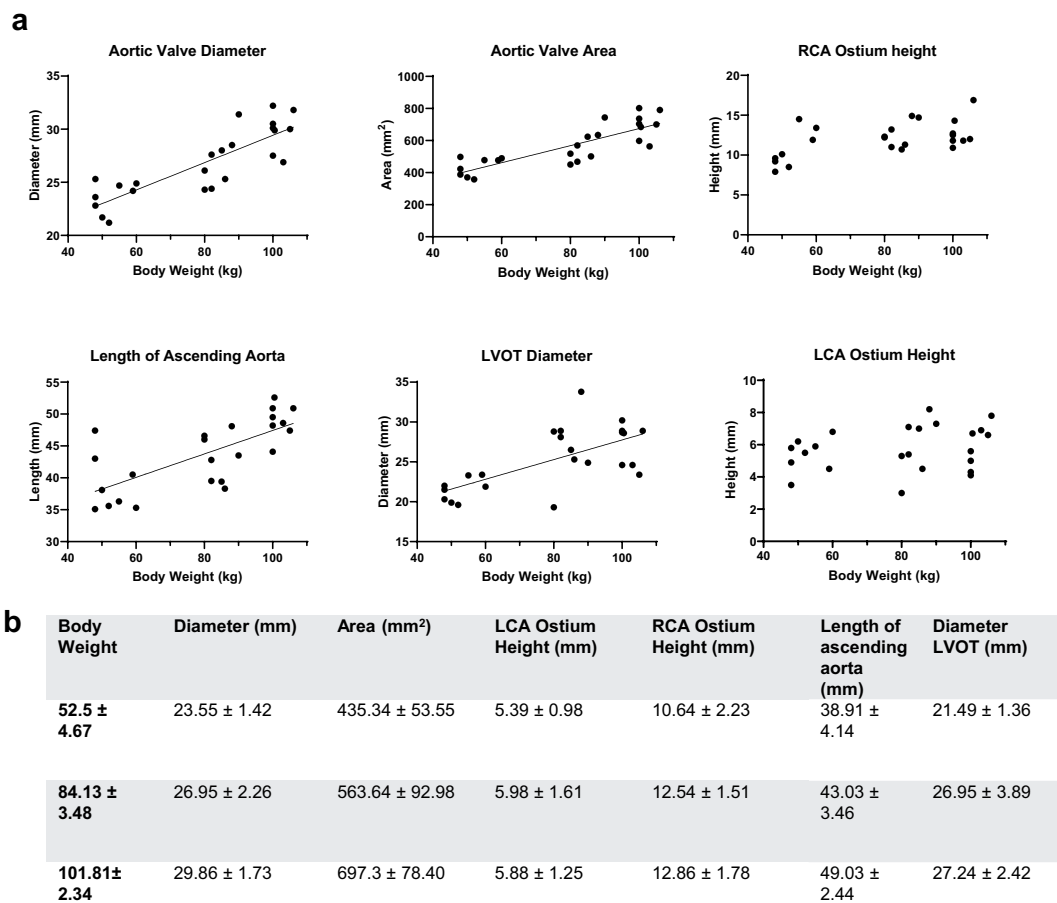 a
Aortic Valve Diameter
35
30
25
20
Diameter (mm)
40 60 80 100
Body Weight (kg)
Aortic Valve Area
1000
800
600
400
200
0
Area (mm²)
40 60 80 100
Body Weight (kg)
RCA Ostium height
20
15
10
5
0
Height (mm)
40 60 80 100
Body Weight (kg)
Length of Ascending Aorta
55
50
45
40
35
30
Length (mm)
40 60 80 100
Body Weight (kg)
LVOT Diameter
35
30
25
20
15
Diameter (mm)
40 60 80 100
Body Weight (kg)
LCA Ostium Height
10
8
6
4
2
0
Height (mm)
40 60 80 100
Body Weight (kg)
b
Body Diameter (mm) Area (mm²) LCA Ostium RCA Ostium Length of Diameter
Weight Height (mm) Height (mm) ascending LVOT (mm)
aorta
(mm)
52.5 ± 23.55 ± 1.42 435.34 ± 53.55 5.39 ± 0.98 10.64 ± 2.23 38.91 ± 21.49 ± 1.36
4.67 4.14
84.13 ± 26.95 ± 2.26 563.64 ± 92.98 5.98 ± 1.61 12.54 ± 1.51 43.03 ± 26.95 ± 3.89
3.48 3.46
101.81± 29.86 ± 1.73 697.3 ± 78.40 5.88 ± 1.25 12.86 ± 1.78 49.03 ± 27.24 ± 2.42
2.34 2.44